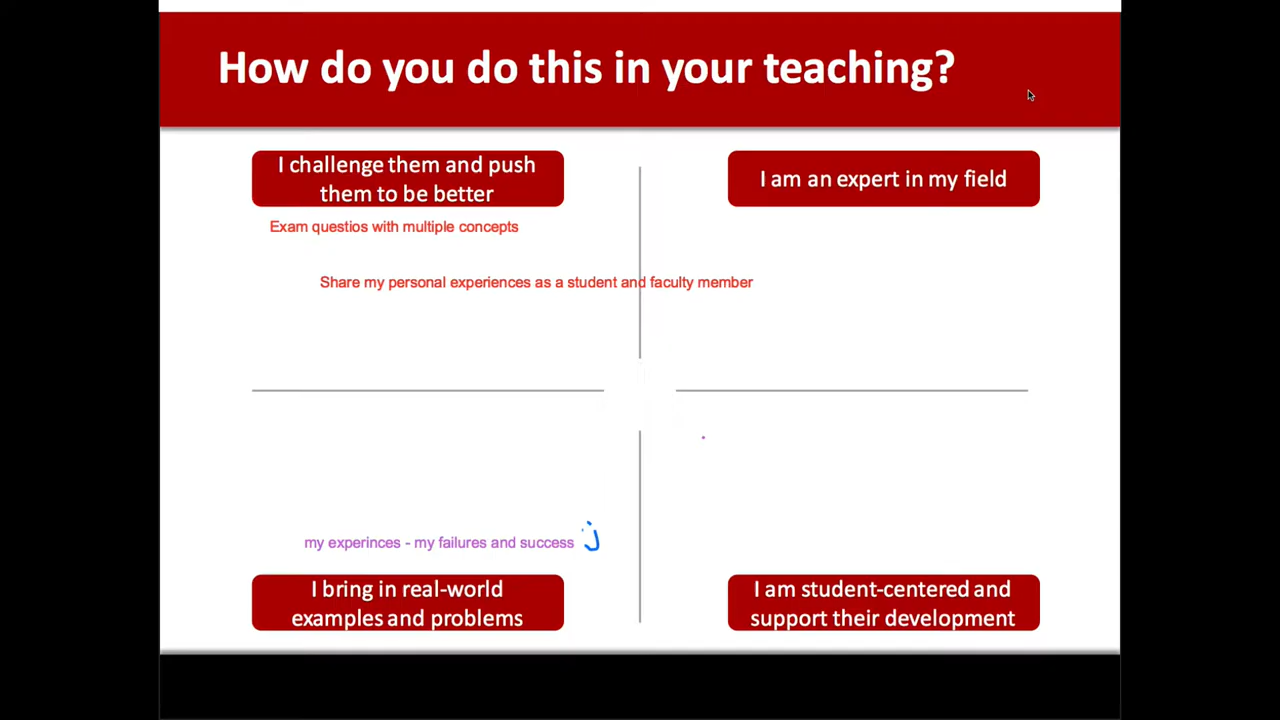 How do you do this in your teaching?
I challenge them and push
them to be better
I am an expert in my field
Exam questios with multiple concepts
Share my personal experiences as a student and faculty member
my experinces - my failures and success
I bring in real-world
examples and problems
I am student-centered and
support their development